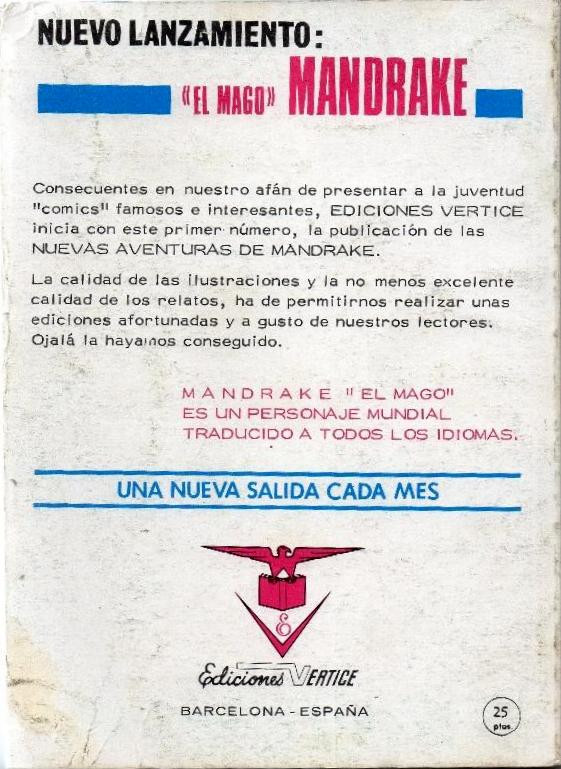 NUEVO LANZAMIENTO:
"EL MAGO" MANDRAKE
Consecuentes en nuestro afán de presentar a la juventud
"comics" famosos e interesantes, EDICIONES VERTICE
inicia con este primer número, la publicación de las
NUEVAS AVENTURAS DE MANDRAKE.
La calidad de las ilustraciones y la no menos excelente
calidad de los relatos, ha de permitirnos realizar unas
ediciones afortunadas y a gusto de nuestros lectores.
Ojalá la hayamos conseguido.
MANDRAKE "EL MAGO"
ES UN PERSONAJE MUNDIAL
TRADUCIDO A TODOS LOS IDIOMAS.
UNA NUEVA SALIDA CADA MES
E
Ediciones VERTICE
BARCELONA - ESPAÑA
25
ptas.